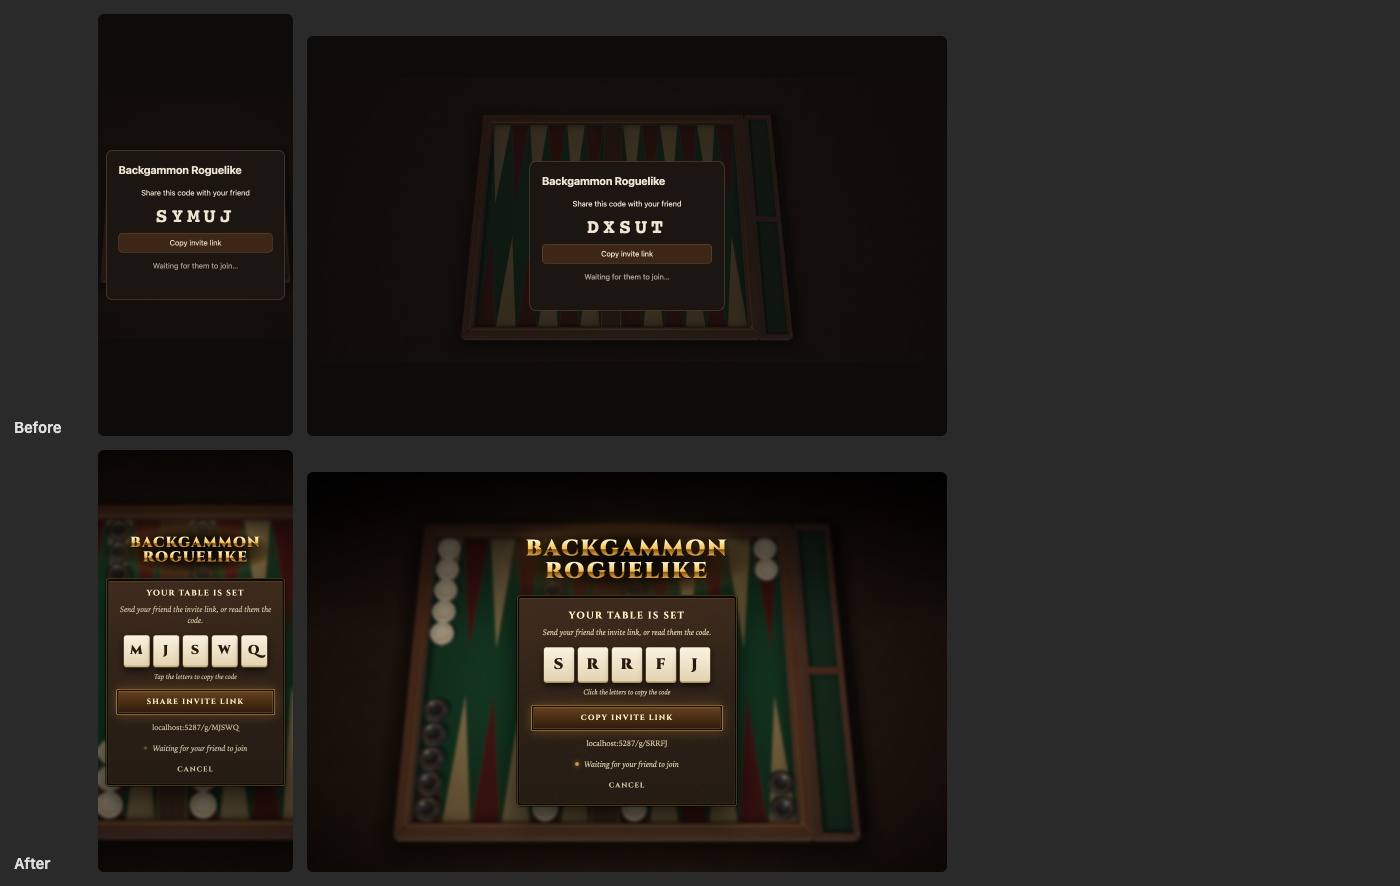 Backgammon Roguelike
Share this code with your friend
SYMUJ
Copy invite link
Waiting for them to join...
Backgammon Roguelike
Share this code with your friend
DXSUT
Copy invite link
Waiting for them to join...
Before
BACKGAMMON
ROGUELIKE
YOUR TABLE IS SET
Send your friend the invite link, or read them the
code.
M J S W Q
Tap the letters to copy the code
SHARE INVITE LINK
localhost:5287/g/MJSWQ
Waiting for your friend to join
CANCEL
BACKGAMMON
ROGUELIKE
YOUR TABLE IS SET
Send your friend the invite link, or read them the code.
S R R F J
Click the letters to copy the code
COPY INVITE LINK
localhost:5287/g/SRRFJ
Waiting for your friend to join
CANCEL
After